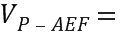 V_{P-AEF} =